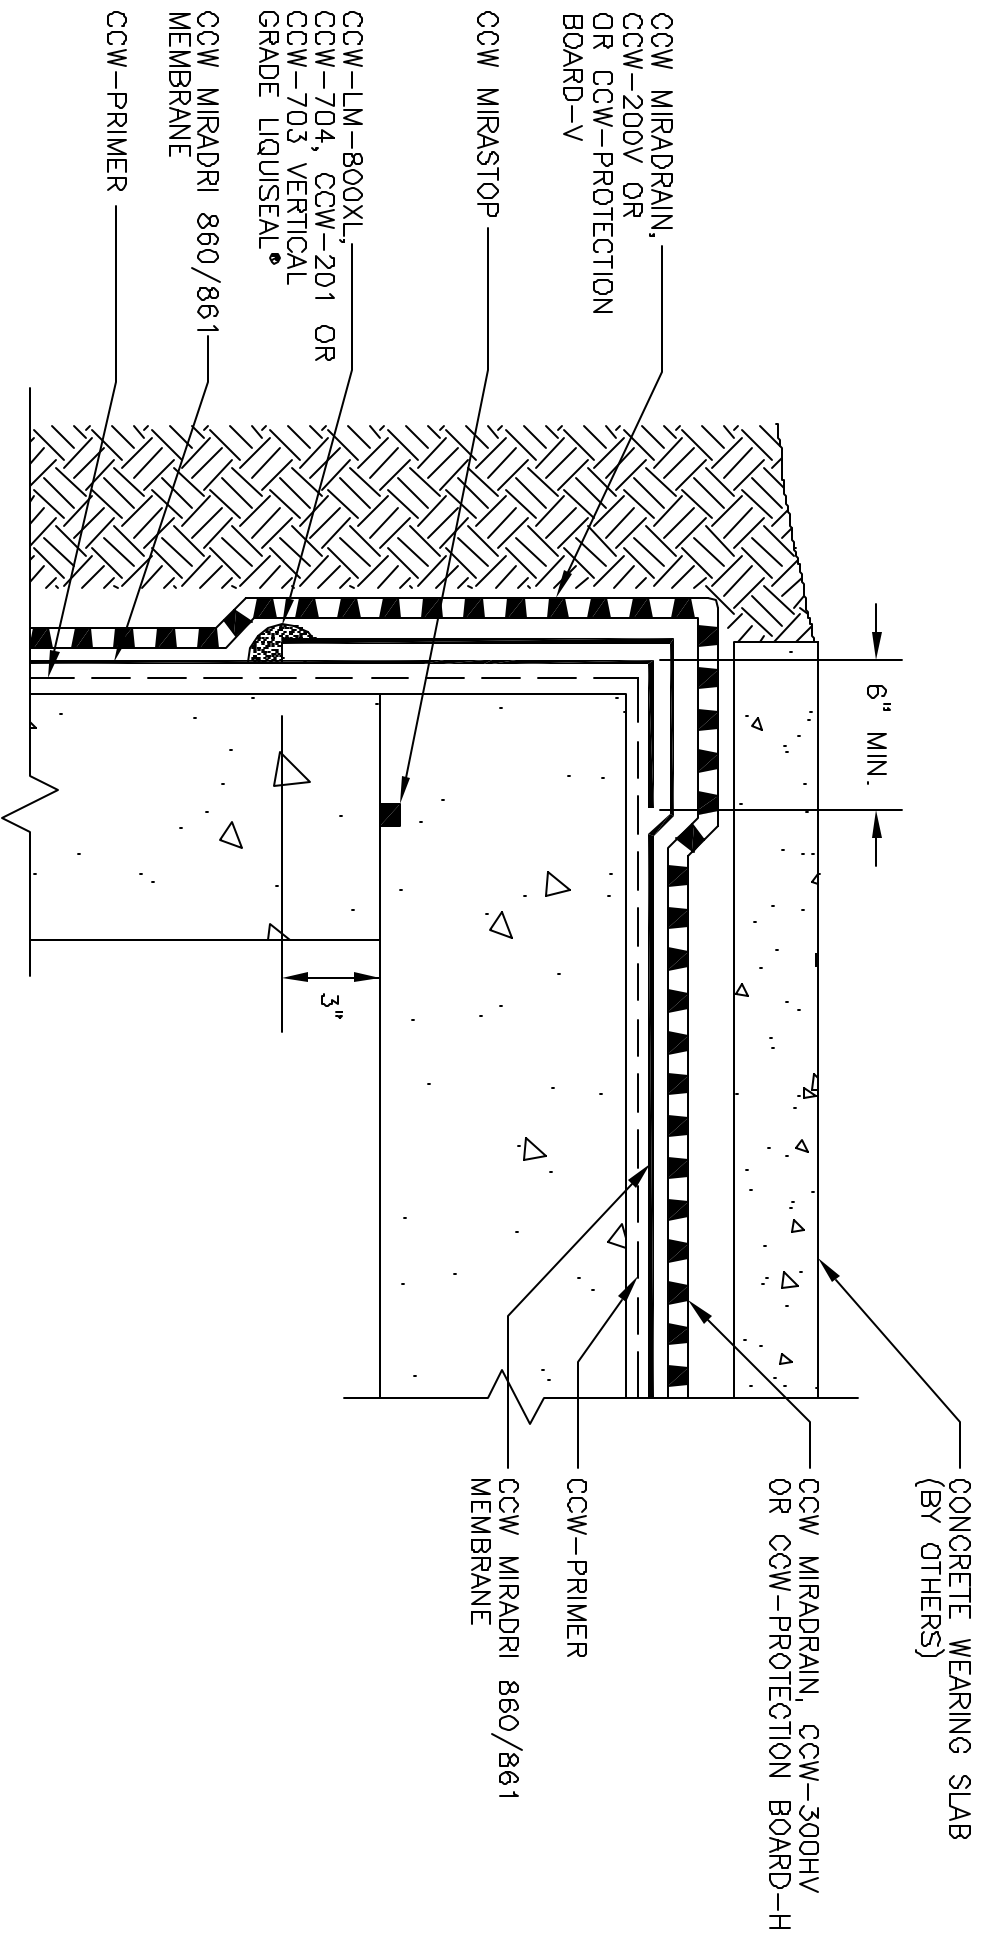 CCW MIRADRAIN,
CCW-200V OR
OR CCW-PROTECTION
BOARD-V
CCW MIRASTOP
CCW-LM-800XL,
CCW-704, CCW-201 OR
CCW-703 VERTICAL
GRADE LIQUISEAL®
CCW MIRADRI 860/861
MEMBRANE
CCW-PRIMER
6" MIN.
3"
CONCRETE WEARING SLAB
(BY OTHERS)
CCW MIRADRAIN, CCW-300HV
OR CCW-PROTECTION BOARD-H
CCW-PRIMER
CCW MIRADRI 860/861
MEMBRANE